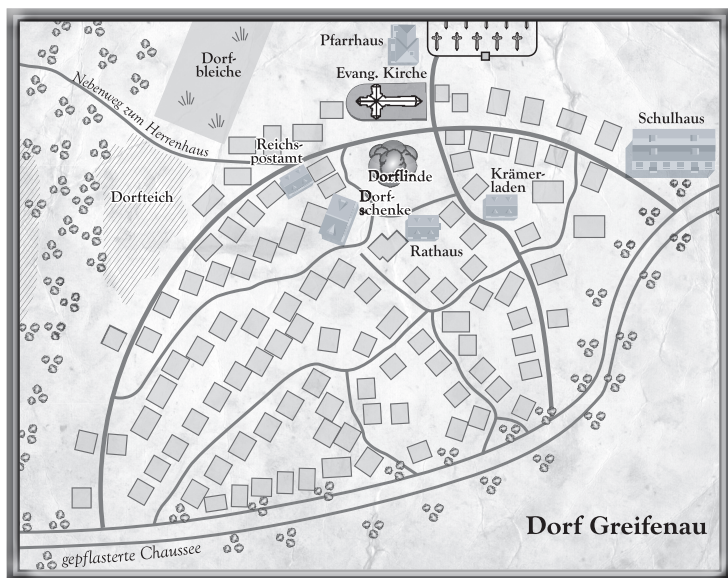 Pfarrhaus
Dorf-
bleiche
Evang. Kirche
Nebenweg zum Herrenhaus
Schulhaus
Reichs-
postamt
Dorflinde
Krämer-
laden
Dorfteich
Dorf-
schenke
Rathaus
Dorf Greifenau
gepflasterte Chaussee